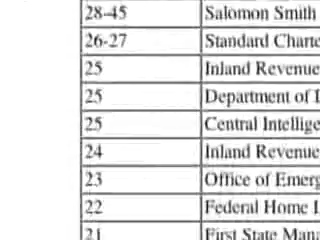 28-45 Salomon Smith
26-27 Standard Charte
25 Inland Revenue
25 Department of
25 Central Intellige
24 Inland Revenue
23 Office of Emerg
22 Federal Home
21 First State Mana